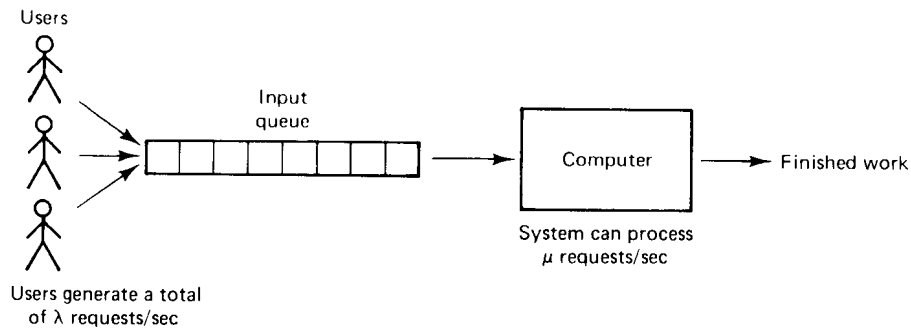 Users
Input
queue
Computer
Finished work
System can process
μ requests/sec
Users generate a total
of λ requests/sec